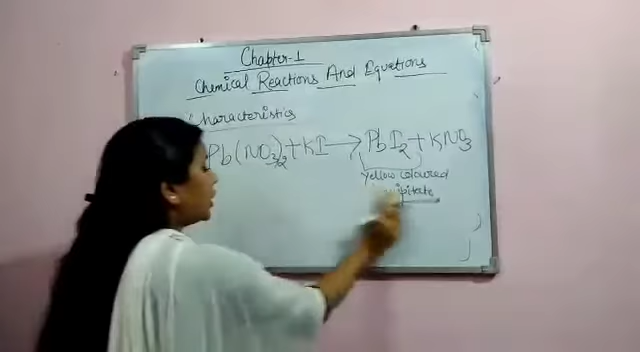 Chapter-1
Chemical Reactions And Equations
Characteristics
Pb(NO3)2 + KI → PbI2 + KNO3
Yellow coloured